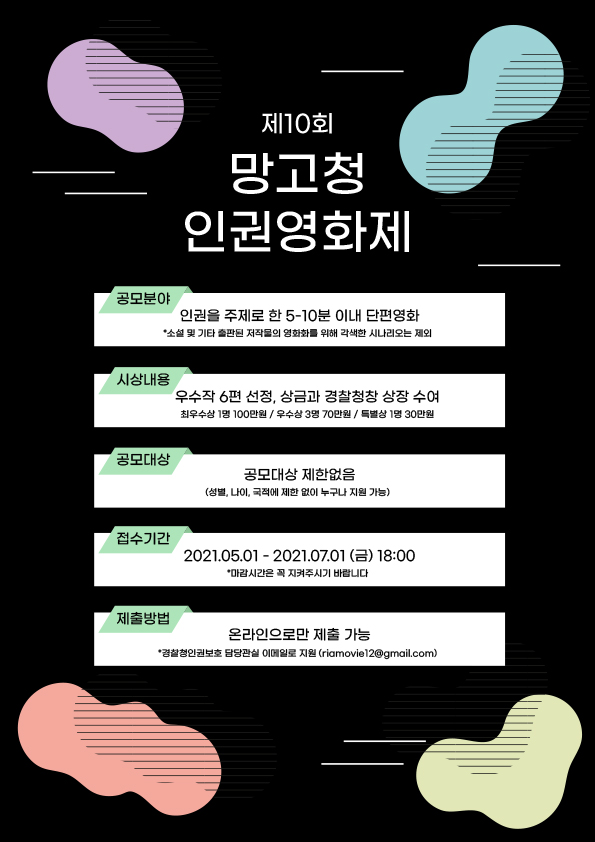 제10회
망고청
인권영화제
공모분야
인권을 주제로 한 5-10분 이내 단편영화
*소설 및 기타 출판된 저작물의 영화화를 위해 각색한 시나리오는 제외
시상내용
우수작 6편 선정, 상금과 경찰청창 상장 수여
최우수상 1명 100만원 / 우수상 3명 70만원 / 특별상 1명 30만원
공모대상
공모대상 제한없음
(성별, 나이, 국적에 제한 없이 누구나 지원 가능)
접수기간
2021.05.01 - 2021.07.01 (금) 18:00
*마감시간은 꼭 지켜주시기 바랍니다
제출방법
온라인으로만 제출 가능
*경찰청인권보호 담당관실 이메일로 지원 (riamovie12@gmail.com)